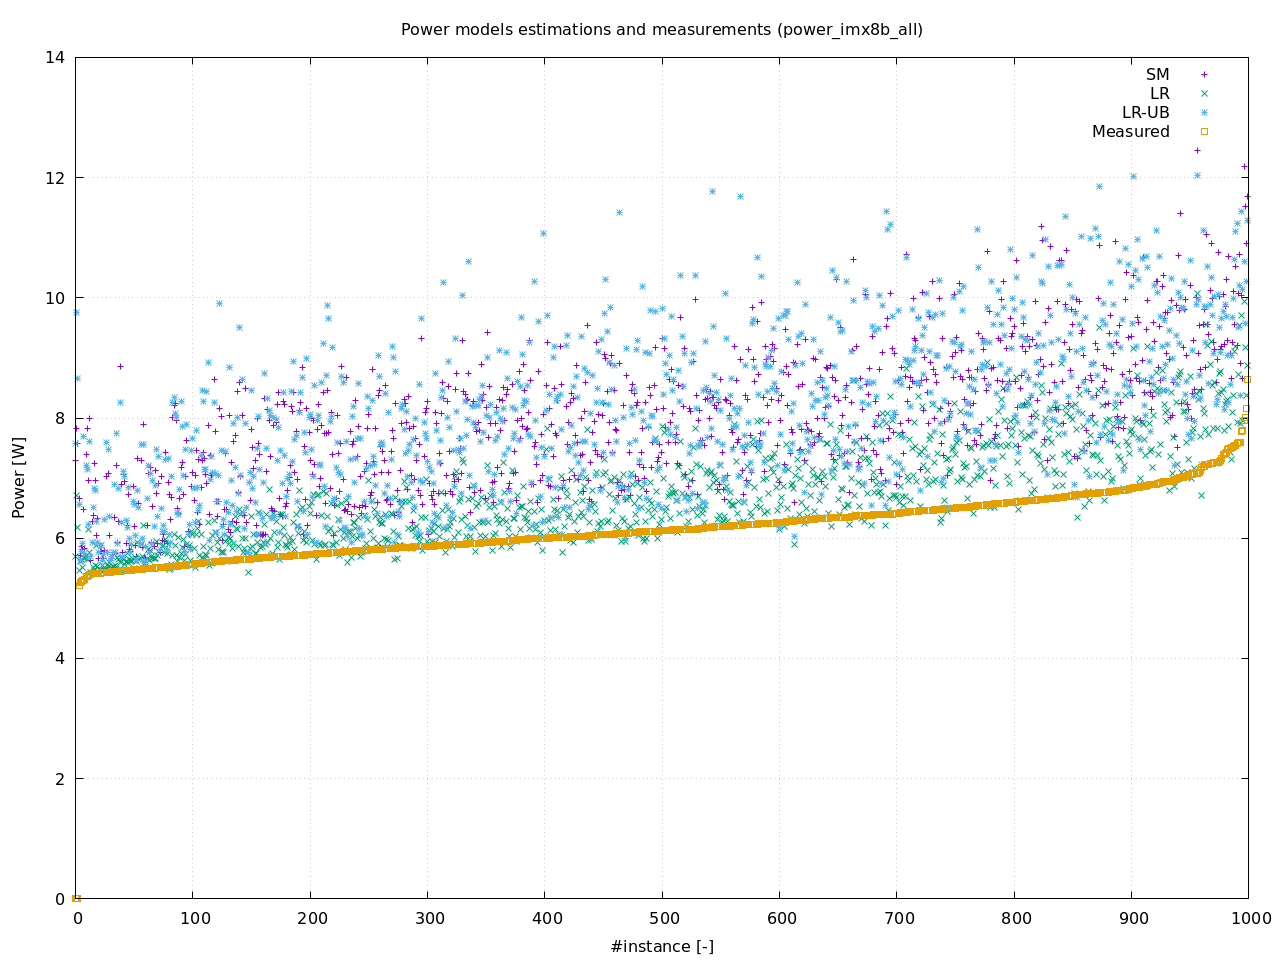 Power models estimations and measurements (power_imx8b_all)
SM
LR
LR-UB
Measured
14
12
10
8
6
4
2
0
Power [W]
0 100 200 300 400 500 600 700 800 900 1000
#instance [-]